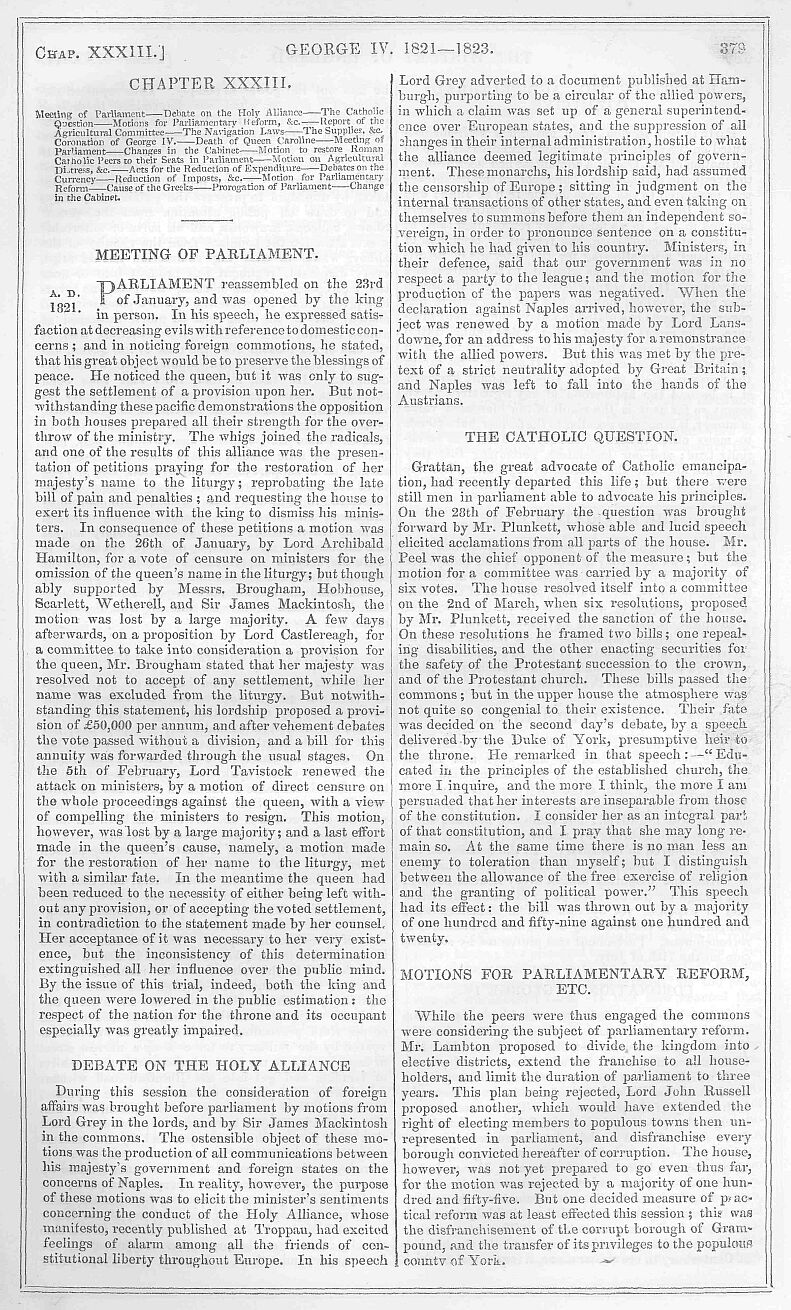 CHAP. XXXIII.]
GEORGE IV. 1821—1823.
379
CHAPTER XXXIII.
Meeting of Parliament—Debate on the Holy Alliance—The Catholic
Question—Motions for Parliamentary Reform, &c.—Report of the
Agricultural Committee—The Navigation Laws—The Supplies, &c.
Coronation of George IV.—Death of Queen Caroline—Meeting of
Parliament—Changes in the Cabinet—Motion to restore Roman
Catholic Peers to their Seats in Parliament—Motion on Agricultural
Distress, &c.—Acts for the Reduction of Expenditure—Debates on the
Currency—Reduction of Imposts, &c.—Motion for Parliamentary
Reform—Cause of the Greeks—Prorogation of Parliament—Change
in the Cabinet.
MEETING OF PARLIAMENT.
A. D.
1821.
PARLIAMENT reassembled on the 23rd
of January, and was opened by the king
in person. In his speech, he expressed satis-
faction at decreasing evils with reference to domestic con-
cerns; and in noticing foreign commotions, he stated,
that his great object would be to preserve the blessings of
peace. He noticed the queen, but it was only to sug-
gest the settlement of a provision upon her. But not-
withstanding these pacific demonstrations the opposition
in both houses prepared all their strength for the over-
throw of the ministry. The whigs joined the radicals,
and one of the results of this alliance was the presen-
tation of petitions praying for the restoration of her
majesty's name to the liturgy; reprobating the late
bill of pain and penalties; and requesting the house to
exert its influence with the king to dismiss his minis-
ters. In consequence of these petitions a motion was
made on the 26th of January, by Lord Archibald
Hamilton, for a vote of censure on ministers for the
omission of the queen's name in the liturgy; but though
ably supported by Messrs. Brougham, Hobhouse,
Scarlett, Wetherell, and Sir James Mackintosh, the
motion was lost by a large majority. A few days
afterwards, on a proposition by Lord Castlereagh, for
a committee to take into consideration a provision for
the queen, Mr. Brougham stated that her majesty was
resolved not to accept of any settlement, while her
name was excluded from the liturgy. But notwith-
standing this statement, his lordship proposed a provi-
sion of £50,000 per annum, and after vehement debates
the vote passed without a division, and a bill for this
annuity was forwarded through the usual stages. On
the 5th of February, Lord Tavistock renewed the
attack on ministers, by a motion of direct censure on
the whole proceedings against the queen, with a view
of compelling the ministers to resign. This motion,
however, was lost by a large majority; and a last effort
made in the queen's cause, namely, a motion made
for the restoration of her name to the liturgy, met
with a similar fate. In the meantime the queen had
been reduced to the necessity of either being left with-
out any provision, or of accepting the voted settlement,
in contradiction to the statement made by her counsel.
Her acceptance of it was necessary to her very exist-
ence, but the inconsistency of this determination
extinguished all her influence over the public mind.
By the issue of this trial, indeed, both the king and
the queen were lowered in the public estimation: the
respect of the nation for the throne and its occupant
especially was greatly impaired.
DEBATE ON THE HOLY ALLIANCE
During this session the consideration of foreign
affairs was brought before parliament by motions from
Lord Grey in the lords, and by Sir James Mackintosh
in the commons. The ostensible object of these mo-
tions was the production of all communications between
his majesty's government and foreign states on the
concerns of Naples. In reality, however, the purpose
of these motions was to elicit the minister's sentiments
concerning the conduct of the Holy Alliance, whose
manifesto, recently published at Troppau, had excited
feelings of alarm among all the friends of con-
stitutional liberty throughout Europe. In his speech
Lord Grey adverted to a document published at Ham-
burgh, purporting to be a circular of the allied powers,
in which a claim was set up of a general superintend-
ence over European states, and the suppression of all
changes in their internal administration, hostile to what
the alliance deemed legitimate principles of govern-
ment. These monarchs, his lordship said, had assumed
the censorship of Europe; sitting in judgment on the
internal transactions of other states, and even taking on
themselves to summons before them an independent so-
vereign, in order to pronounce sentence on a constitu-
tion which he had given to his country. Ministers, in
their defence, said that our government was in no
respect a party to the league; and the motion for the
production of the papers was negatived. When the
declaration against Naples arrived, however, the sub-
ject was renewed by a motion made by Lord Lans-
downe, for an address to his majesty for a remonstrance
with the allied powers. But this was met by the pre-
text of a strict neutrality adopted by Great Britain;
and Naples was left to fall into the hands of the
Austrians.
THE CATHOLIC QUESTION.
Grattan, the great advocate of Catholic emancipa-
tion, had recently departed this life; but there were
still men in parliament able to advocate his principles.
On the 28th of February the question was brought
forward by Mr. Plunkett, whose able and lucid speech
elicited acclamations from all parts of the house. Mr.
Peel was the chief opponent of the measure; but the
motion for a committee was carried by a majority of
six votes. The house resolved itself into a committee
on the 2nd of March, when six resolutions, proposed
by Mr. Plunkett, received the sanction of the house.
On these resolutions he framed two bills; one repeal-
ing disabilities, and the other enacting securities for
the safety of the Protestant succession to the crown,
and of the Protestant church. These bills passed the
commons; but in the upper house the atmosphere was
not quite so congenial to their existence. Their fate
was decided on the second day's debate, by a speech
delivered by the Duke of York, presumptive heir to
the throne. He remarked in that speech:—"Edu-
cated in the principles of the established church, the
more I inquire, and the more I think, the more I am
persuaded that her interests are inseparable from those
of the constitution. I consider her as an integral part
of that constitution, and I pray that she may long re-
main so. At the same time there is no man less an
enemy to toleration than myself; but I distinguish
between the allowance of the free exercise of religion
and the granting of political power." This speech
had its effect: the bill was thrown out by a majority
of one hundred and fifty-nine against one hundred and
twenty.
MOTIONS FOR PARLIAMENTARY REFORM,
ETC.
While the peers were thus engaged the commons
were considering the subject of parliamentary reform.
Mr. Lambton proposed to divide the kingdom into
elective districts, extend the franchise to all house-
holders, and limit the duration of parliament to three
years. This plan being rejected, Lord John Russell
proposed another, which would have extended the
right of electing members to populous towns then un-
represented in parliament, and disfranchise every
borough convicted hereafter of corruption. The house,
however, was not yet prepared to go even thus far,
for the motion was rejected by a majority of one hun-
dred and fifty-five. But one decided measure of prac-
tical reform was at least effected this session; this was
the disfranchisement of the corrupt borough of Gram-
pound, and the transfer of its privileges to the populous
county of York.